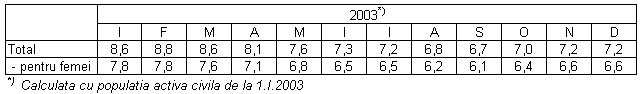 2003*)
I F M A M I I A S O N D
Total 8,6 8,8 8,6 8,1 7,6 7,3 7,2 6,8 6,7 7,0 7,2 7,2
- pentru femei 7,8 7,8 7,6 7,1 6,8 6,5 6,5 6,2 6,1 6,4 6,6 6,6
*) Calculata cu populatia activa civila de la 1.I.2003